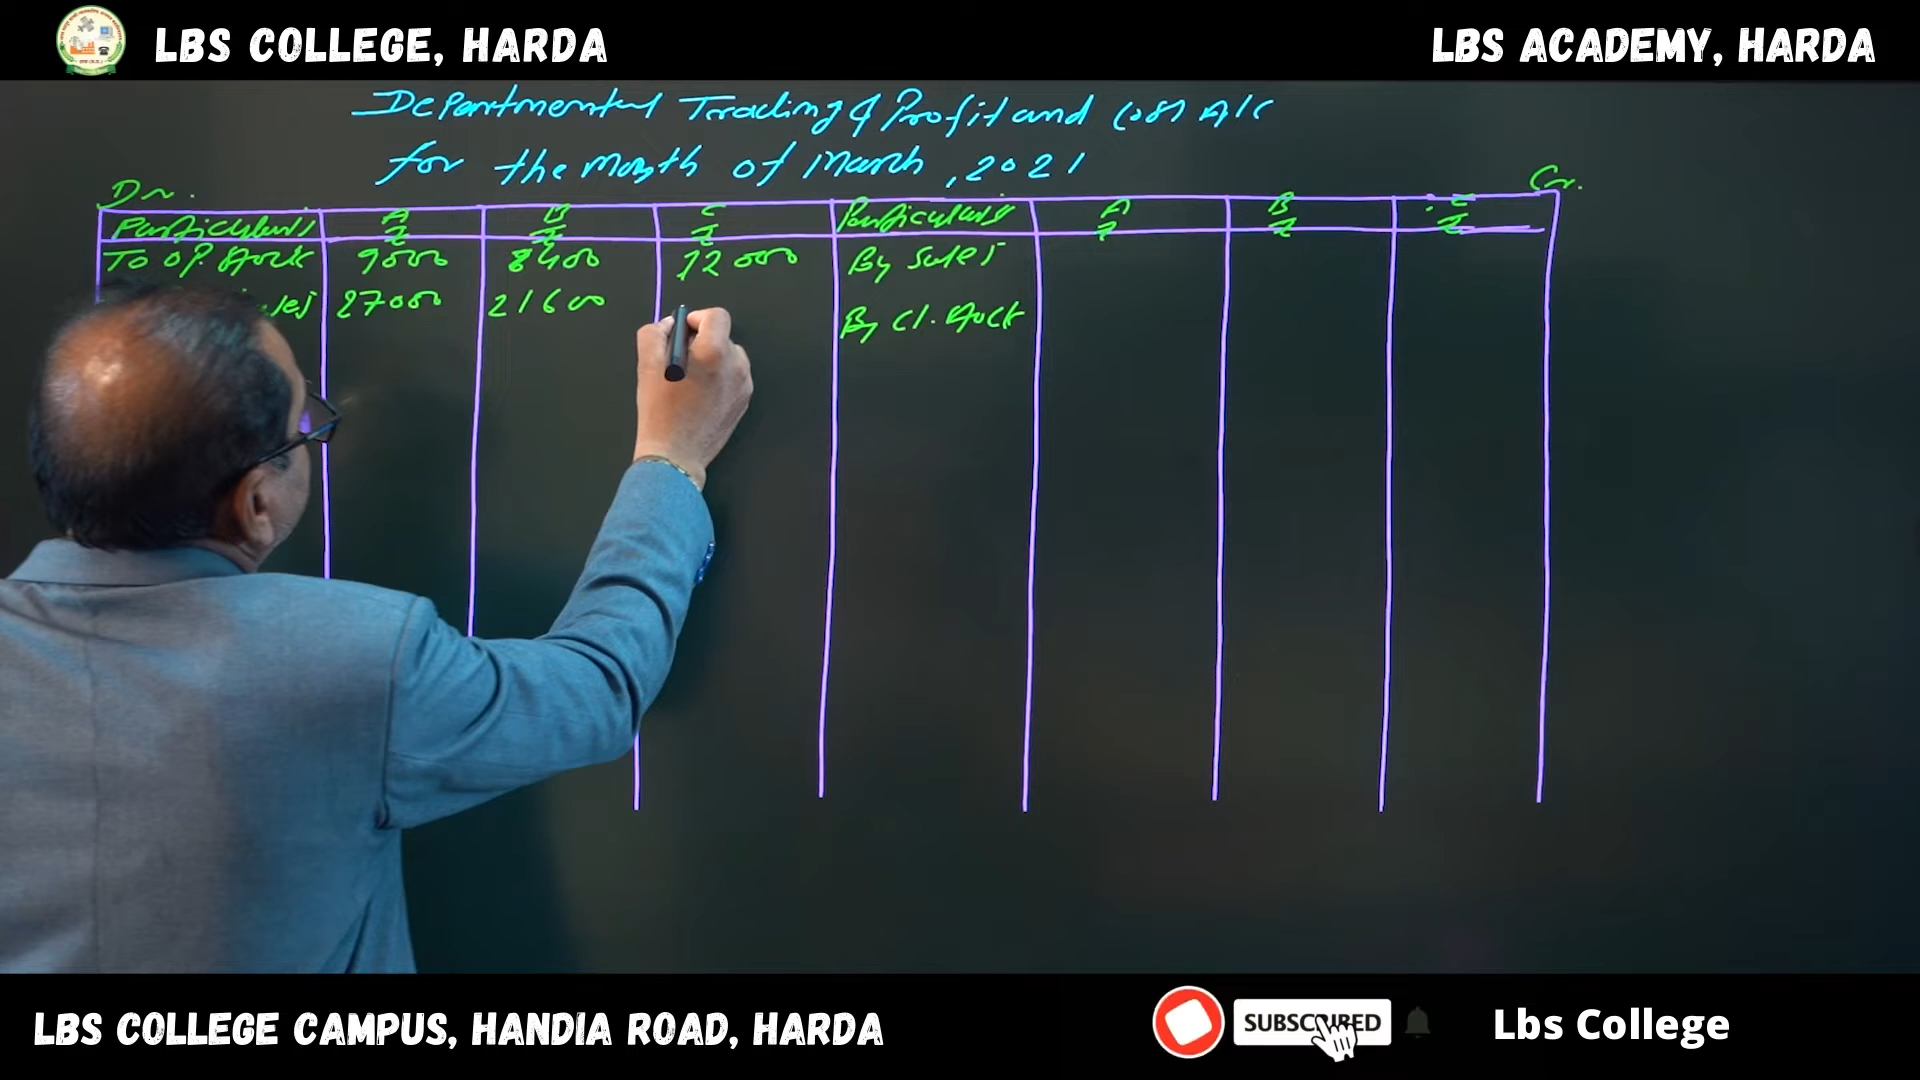 LBS COLLEGE, HARDA
LBS ACADEMY, HARDA
Departmental Trading & Profit and Loss A/C
for the Month of March, 2021
Dr. Cr.
Particulars A B C Particulars A B C
₹ ₹ ₹ ₹ ₹ ₹
To op. Stock 9000 8400 12000 By Sales
27000 21600 By Cl. Stock
LBS COLLEGE CAMPUS, HANDIA ROAD, HARDA
SUBSCRIBED
Lbs College